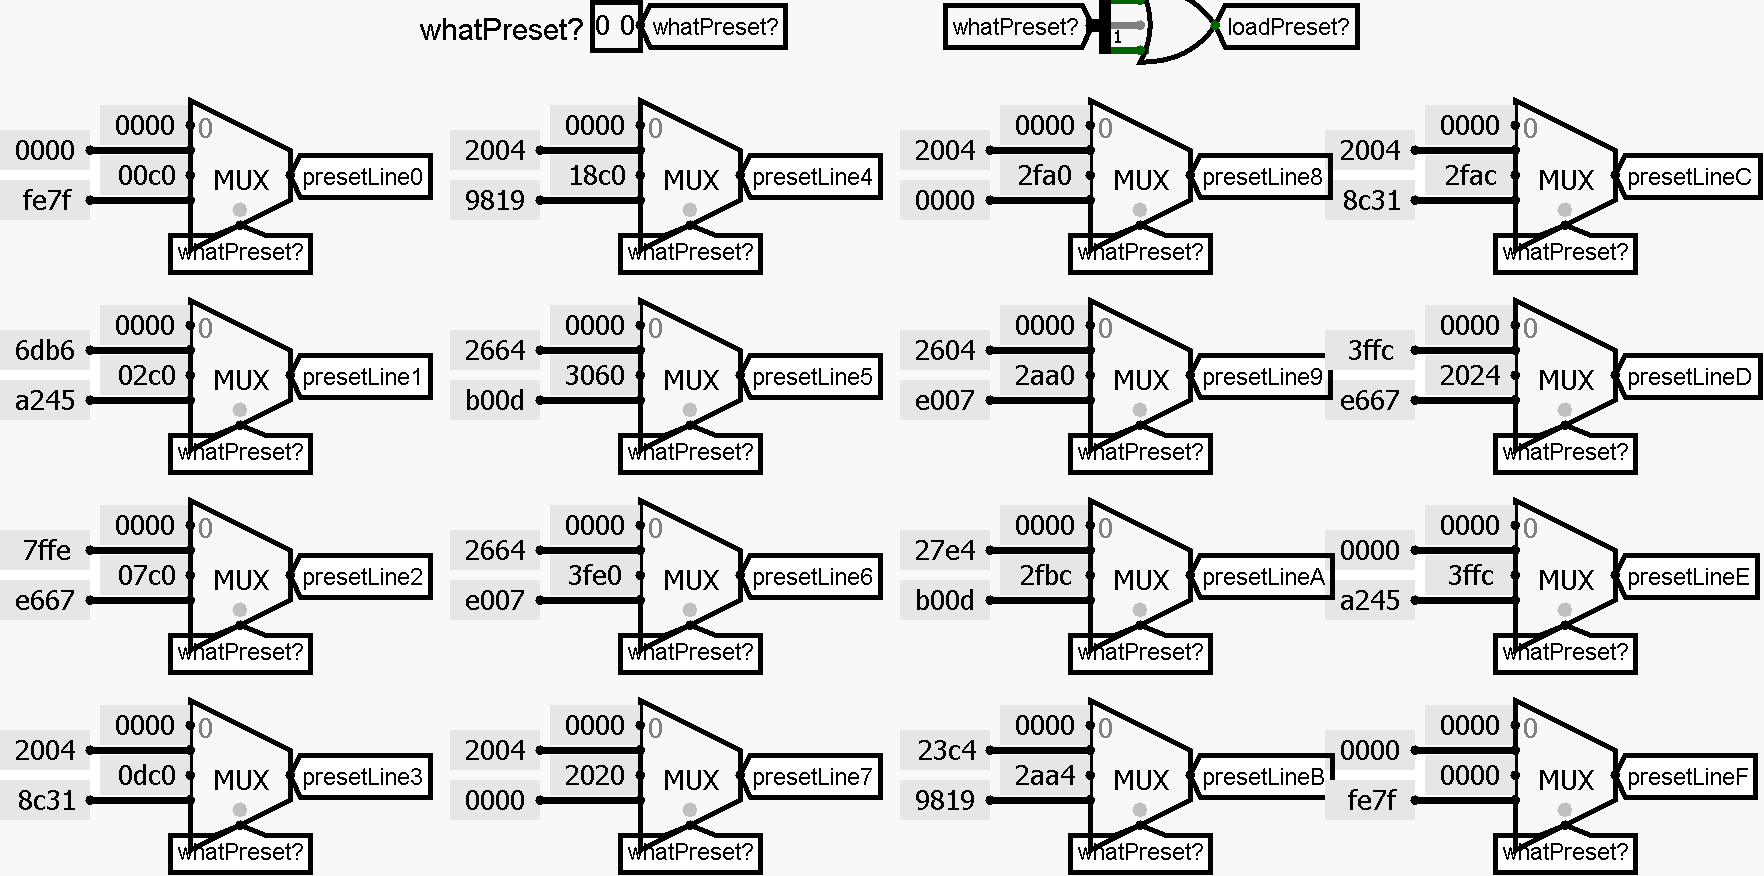 whatPreset? 0 0 whatPreset? whatPreset? 1 loadPreset?
0000 0 0000 0 0000 0 0000 0
0000 2004 2004 2004
00c0 MUX presetLine0 18c0 MUX presetLine4 2fa0 MUX presetLine8 2fac MUX presetLineC
fe7f 9819 0000 8c31
whatPreset? whatPreset? whatPreset? whatPreset?
0000 0 0000 0 0000 0 0000 0
6db6 2664 2604 3ffc
02c0 MUX presetLine1 3060 MUX presetLine5 2aa0 MUX presetLine9 2024 MUX presetLineD
a245 b00d e007 e667
whatPreset? whatPreset? whatPreset? whatPreset?
0000 0 0000 0 0000 0 0000 0
7ffe 2664 27e4 0000
07c0 MUX presetLine2 3fe0 MUX presetLine6 2fbc MUX presetLineA 3ffc MUX presetLineE
e667 e007 b00d a245
whatPreset? whatPreset? whatPreset? whatPreset?
0000 0 0000 0 0000 0 0000 0
2004 2004 23c4 0000
0dc0 MUX presetLine3 2020 MUX presetLine7 2aa4 MUX presetLineB 0000 MUX presetLineF
8c31 0000 9819 fe7f
whatPreset? whatPreset? whatPreset? whatPreset?